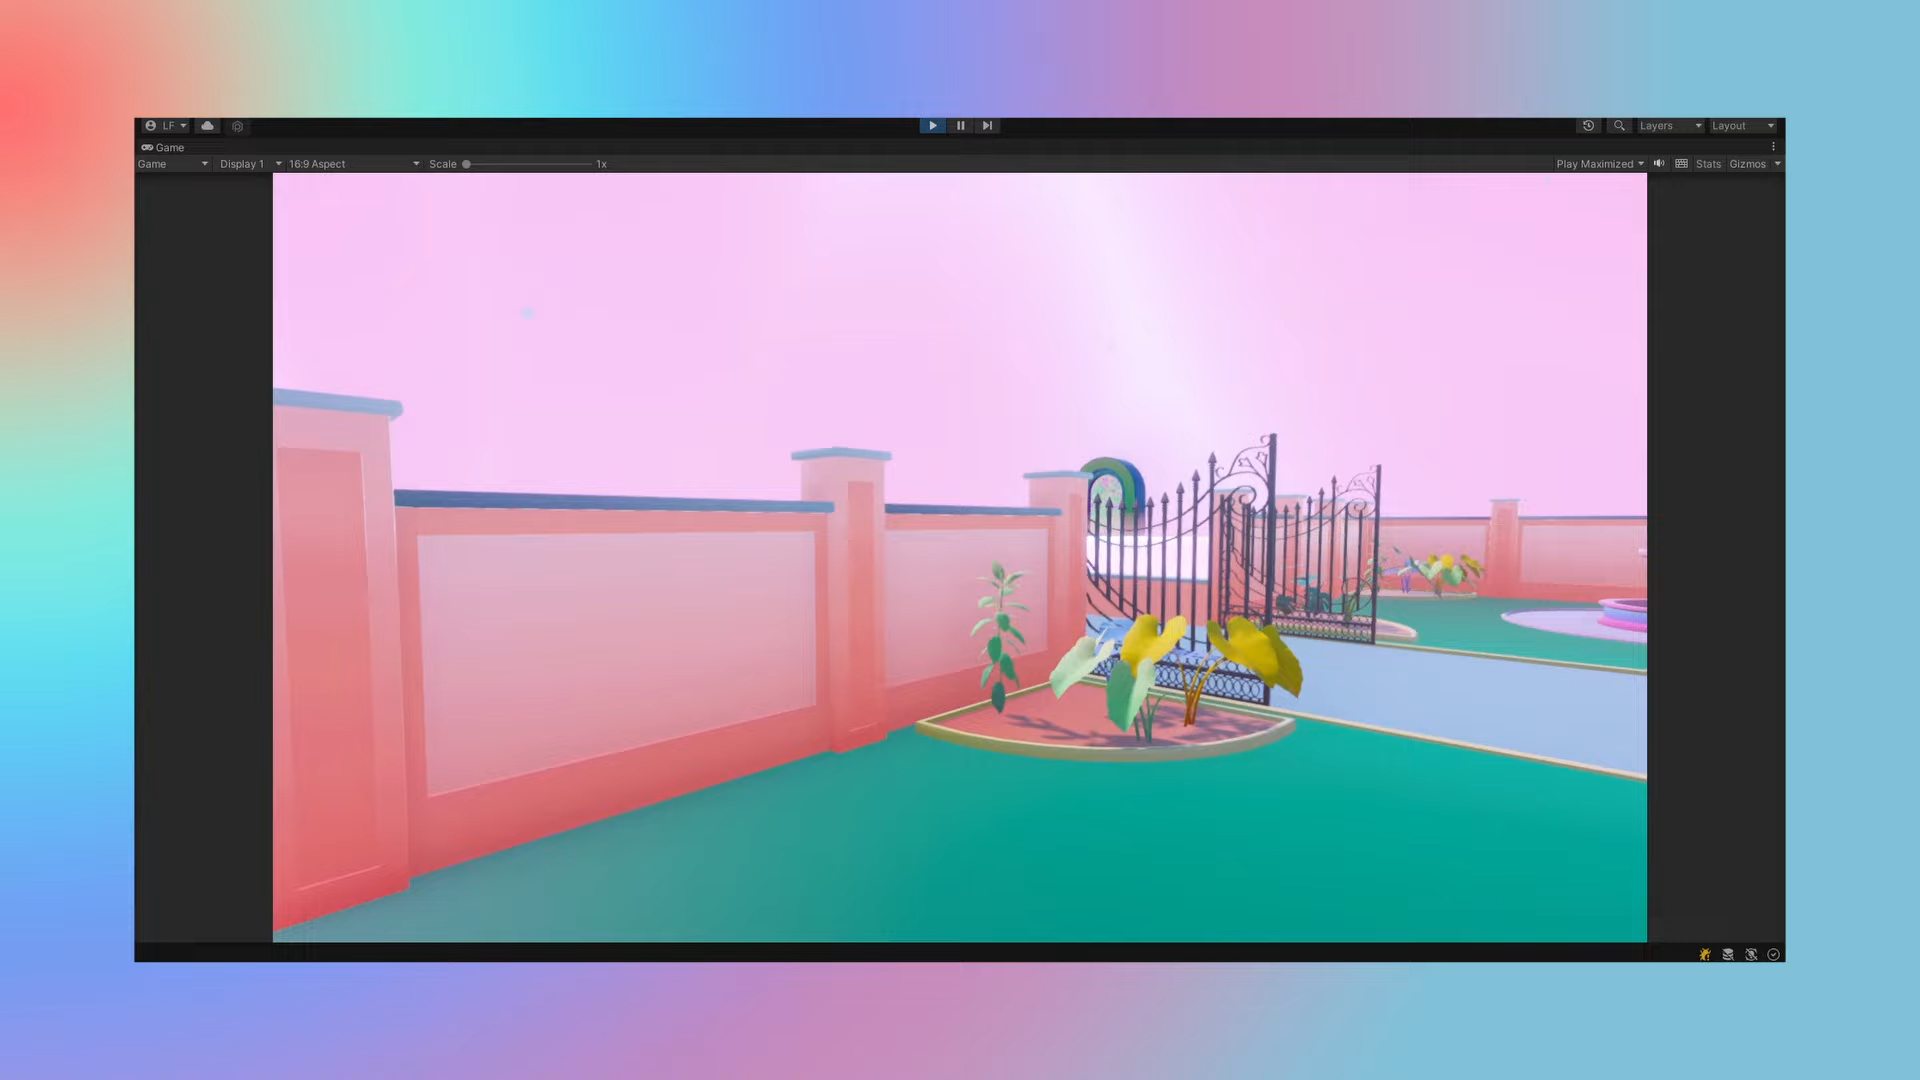 LF
Layers
Layout
Game
Game
Display 1
16:9 Aspect
Scale
1x
Play Maximized
Stats
Gizmos